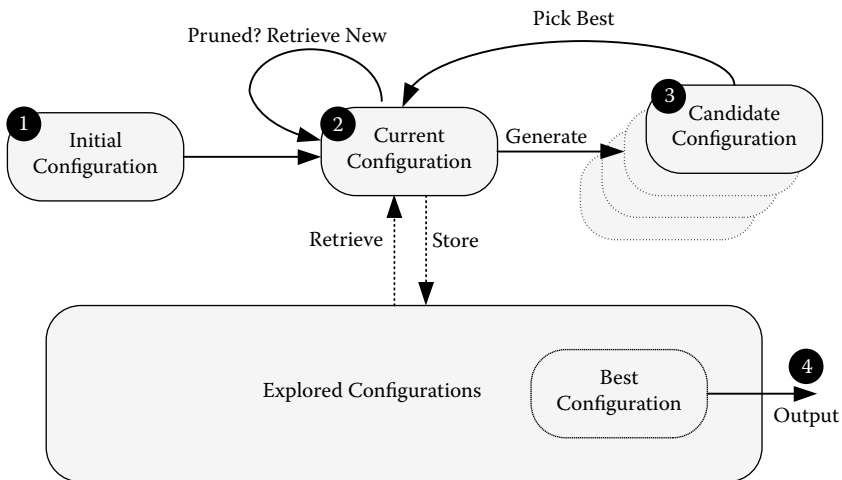 Pick Best
Pruned? Retrieve New
1
Initial
Configuration
2
Current
Configuration
Generate
3
Candidate
Configuration
Retrieve
Store
Explored Configurations
Best
Configuration
4
Output